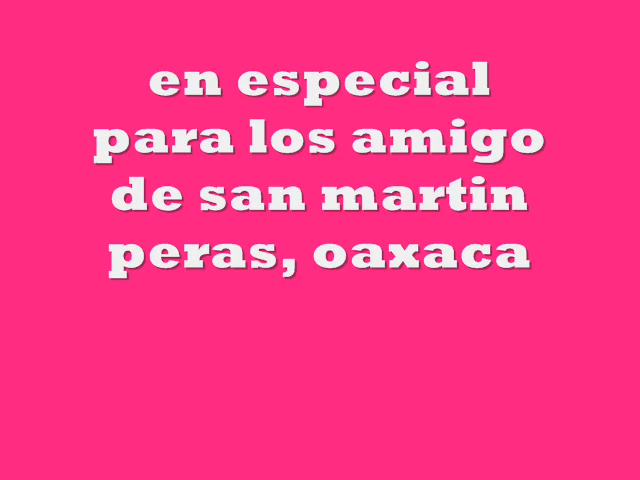 en especial
para los amigo
de san martin
peras, oaxaca